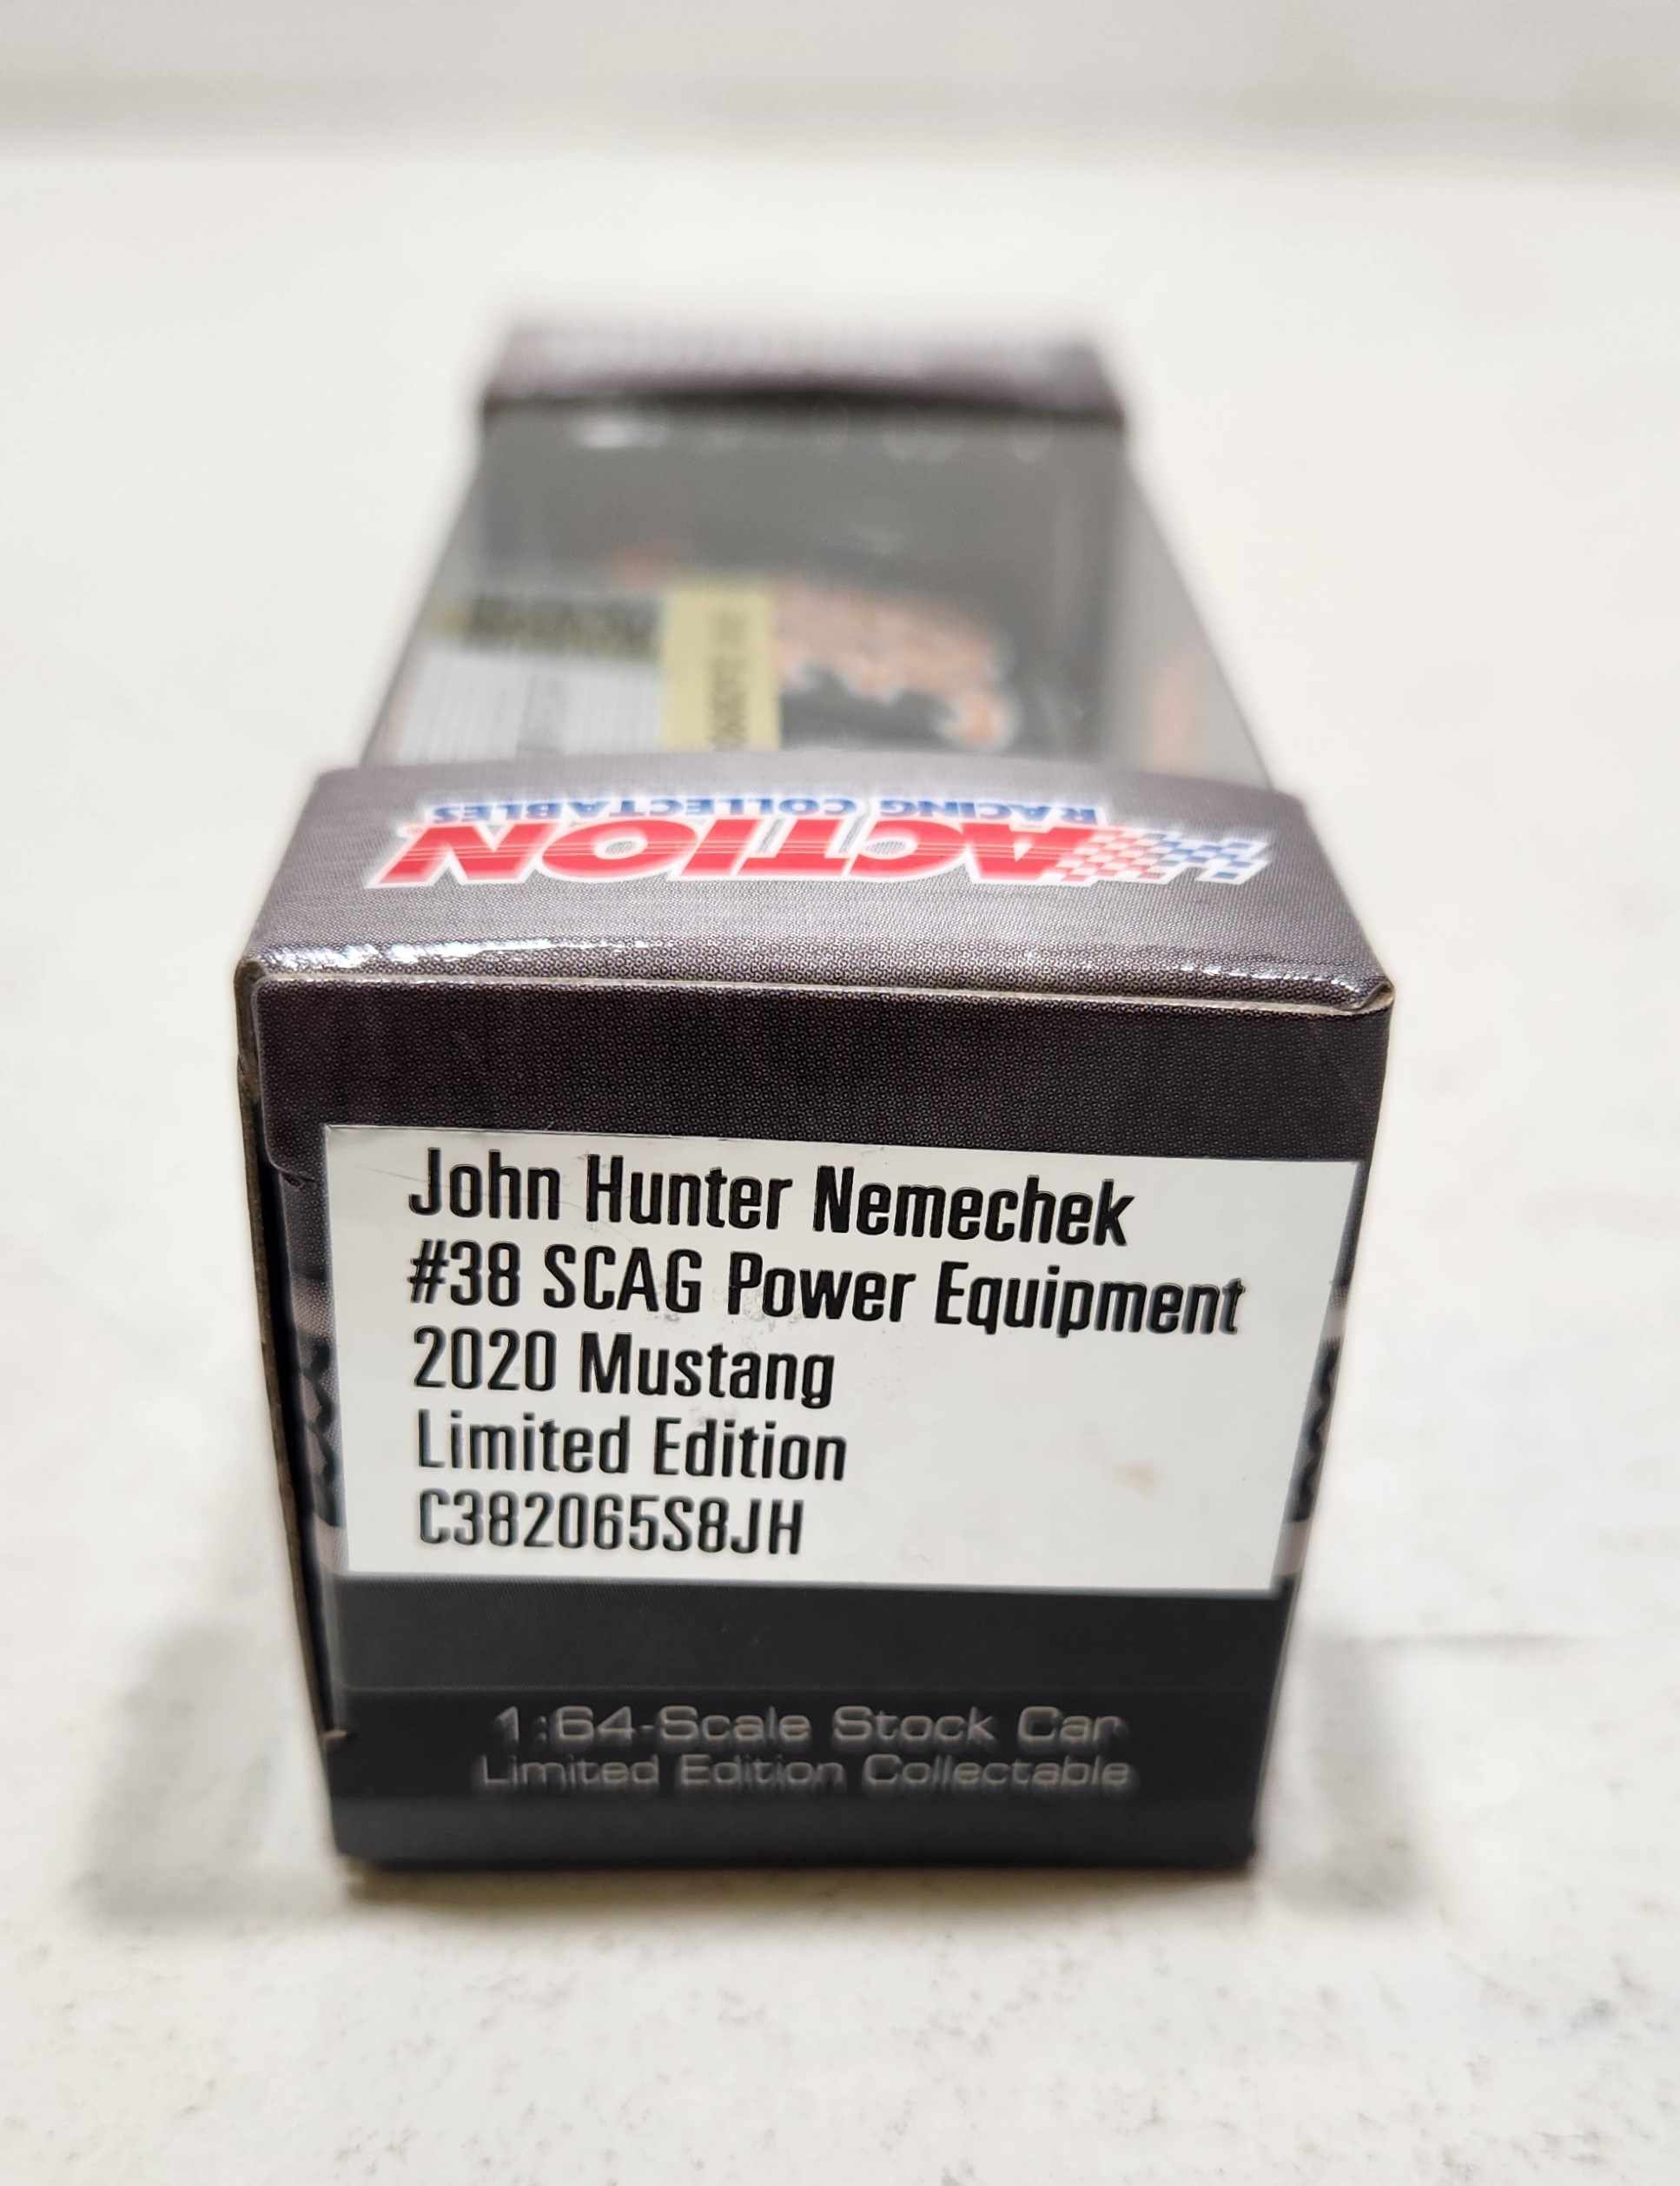 ACTION
RACING COLLECTABLES
John Hunter Nemechek
#38 SCAG Power Equipment
2020 Mustang
Limited Edition
C382065S8JH
1:64-Scale Stock Car
Limited Edition Collectable